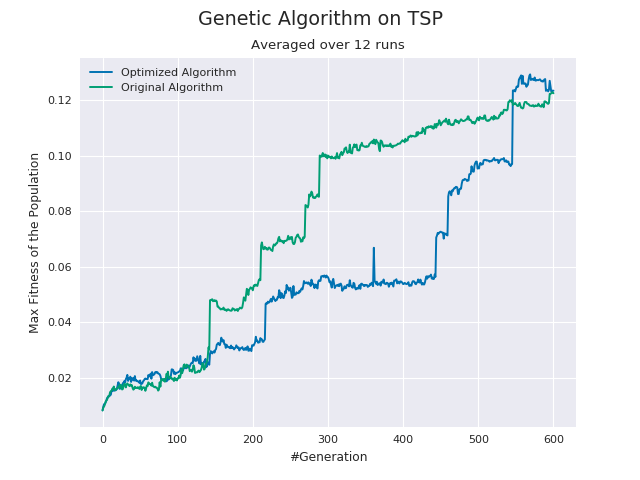 Genetic Algorithm on TSP
Averaged over 12 runs
Optimized Algorithm
Original Algorithm
Max Fitness of the Population
0.12
0.10
0.08
0.06
0.04
0.02
0 100 200 300 400 500 600
#Generation